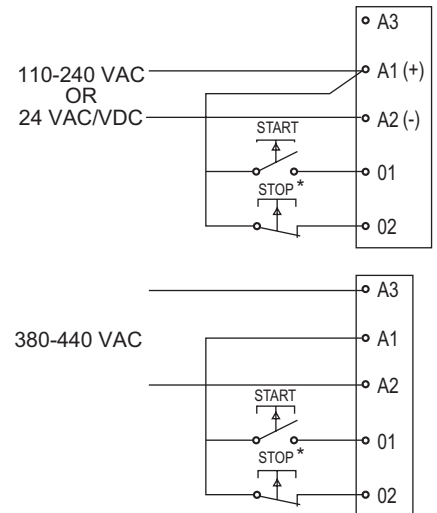 A3
110-240 VAC
OR
24 VAC/VDC
A1 (+)
A2 (-)
START
01
STOP *
02
A3
380-440 VAC
A1
A2
START
01
STOP *
02